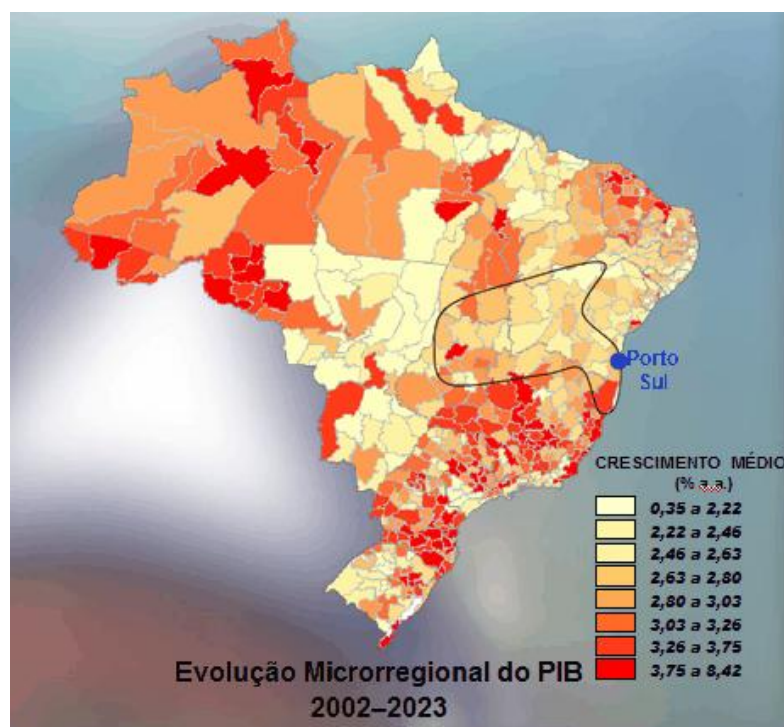 Porto
Sul
CRESCIMENTO MÉDIO
(% a.a.)
0,35 a 2,22
2,22 a 2,46
2,46 a 2,63
2,63 a 2,80
2,80 a 3,03
3,03 a 3,26
3,26 a 3,75
3,75 a 8,42
Evolução Microrregional do PIB
2002–2023